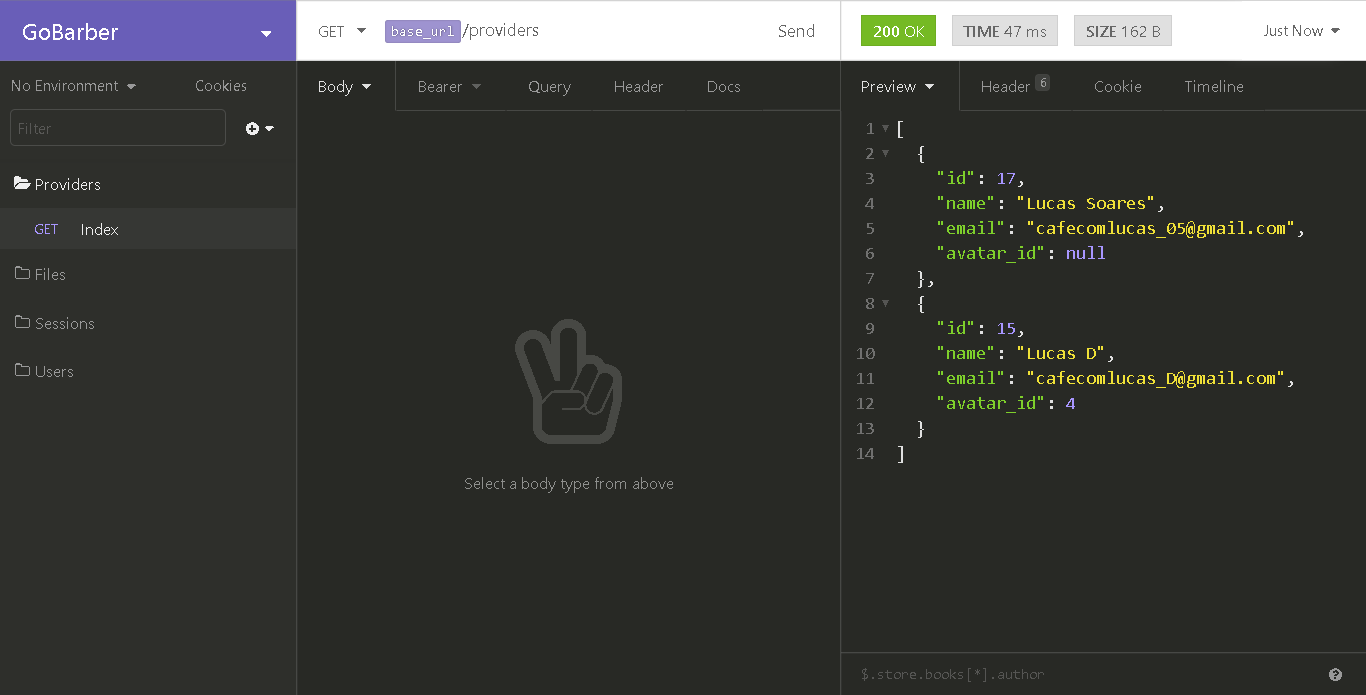 GoBarber
No Environment Cookies
Filter
Providers
GET Index
Files
Sessions
Users
GET base_url/providers Send
Body Bearer Query Header Docs
Select a body type from above
200 OK TIME 47 ms SIZE 162 B Just Now
Preview Header 6 Cookie Timeline
1 [
2 {
3 "id": 17,
4 "name": "Lucas Soares",
5 "email": "cafecomlucas_05@gmail.com",
6 "avatar_id": null
7 },
8 {
9 "id": 15,
10 "name": "Lucas D",
11 "email": "cafecomlucas_D@gmail.com",
12 "avatar_id": 4
13 }
14 ]
$.store.books[*].author